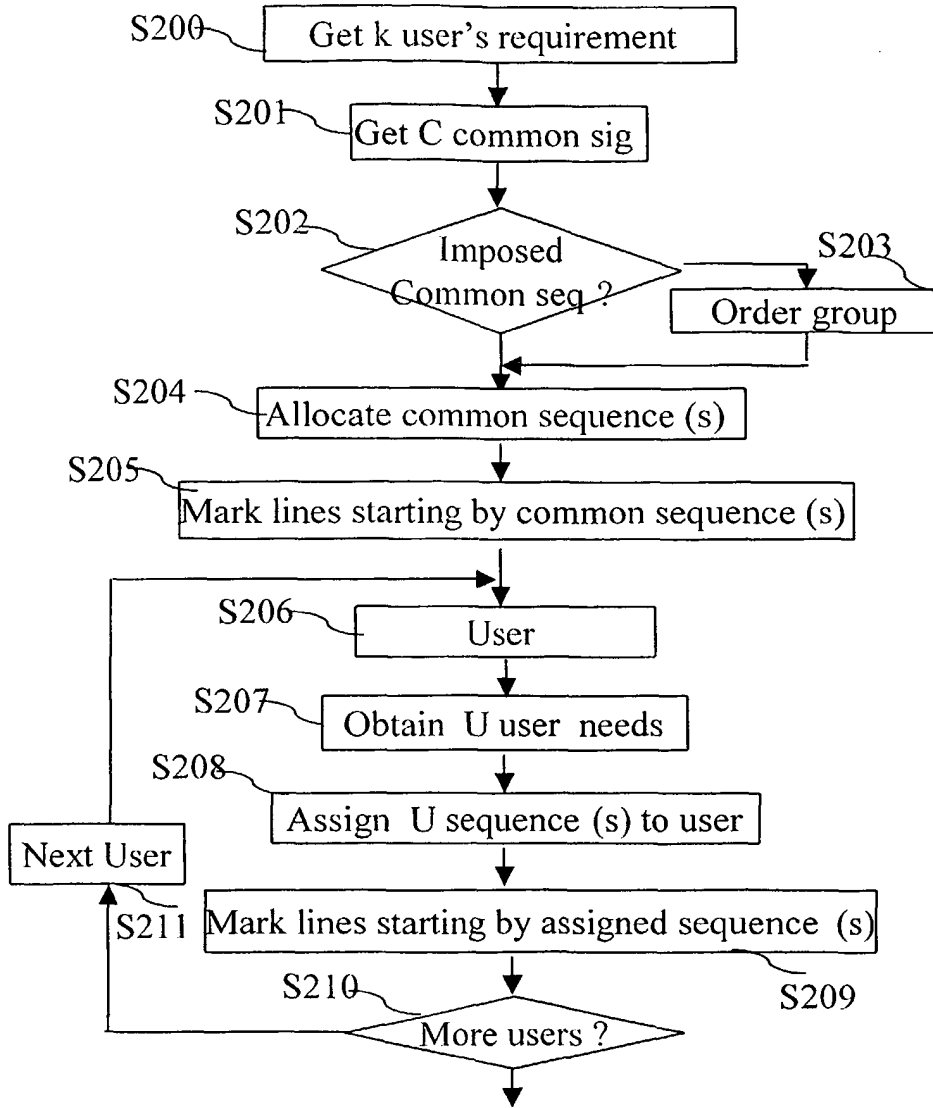 S200
Get k user's requirement
S201
Get C common sig
S202
Imposed
Common seq ?
S203
Order group
S204
Allocate common sequence (s)
S205
Mark lines starting by common sequence (s)
S206
User
S207
Obtain U user needs
S208
Assign U sequence (s) to user
Next User
S211
Mark lines starting by assigned sequence (s)
S209
S210
More users ?